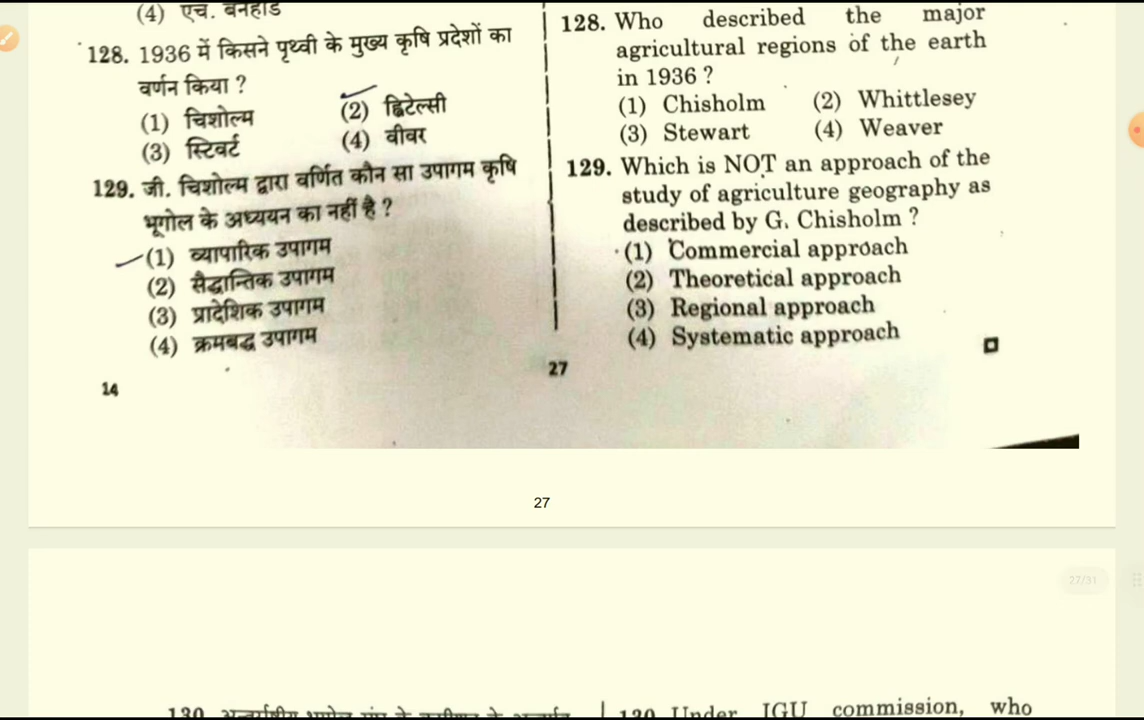 (4) एच. बनहार्ड
128. 1936 में किसने पृथ्वी के मुख्य कृषि प्रदेशों का
वर्णन किया ?
(1) चिशोल्म (2) ह्विटेल्सी
(3) स्टिवर्ट (4) वीवर
129. जी. चिशोल्म द्वारा वर्णित कौन सा उपागम कृषि
भूगोल के अध्ययन का नहीं है ?
(1) व्यापारिक उपागम
(2) सैद्धान्तिक उपागम
(3) प्रादेशिक उपागम
(4) क्रमबद्ध उपागम
14
128. Who described the major
agricultural regions of the earth
in 1936 ?
(1) Chisholm (2) Whittlesey
(3) Stewart (4) Weaver
129. Which is NOT an approach of the
study of agriculture geography as
described by G. Chisholm ?
(1) Commercial approach
(2) Theoretical approach
(3) Regional approach
(4) Systematic approach
27
27
27/31
130.
130. Under IGU commission, who